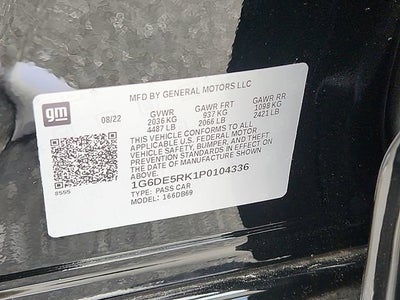 MFD BY GENERAL MOTORS LLC
gm
08/22
GVWR GAWR FRT GAWR RR
2036 KG 937 KG 1098 KG
4487 LB 2066 LB 2421 LB
THIS VEHICLE CONFORMS TO ALL
APPLICABLE U.S. FEDERAL MOTOR
VEHICLE SAFETY, BUMPER, AND THEFT
PREVENTION STANDARDS IN EFFECT ON
THE DATE OF MANUFACTURE SHOWN
ABOVE.
1G6DE5RK1P0104336
TYPE: PASS CAR
MODEL: 166DB69
8595